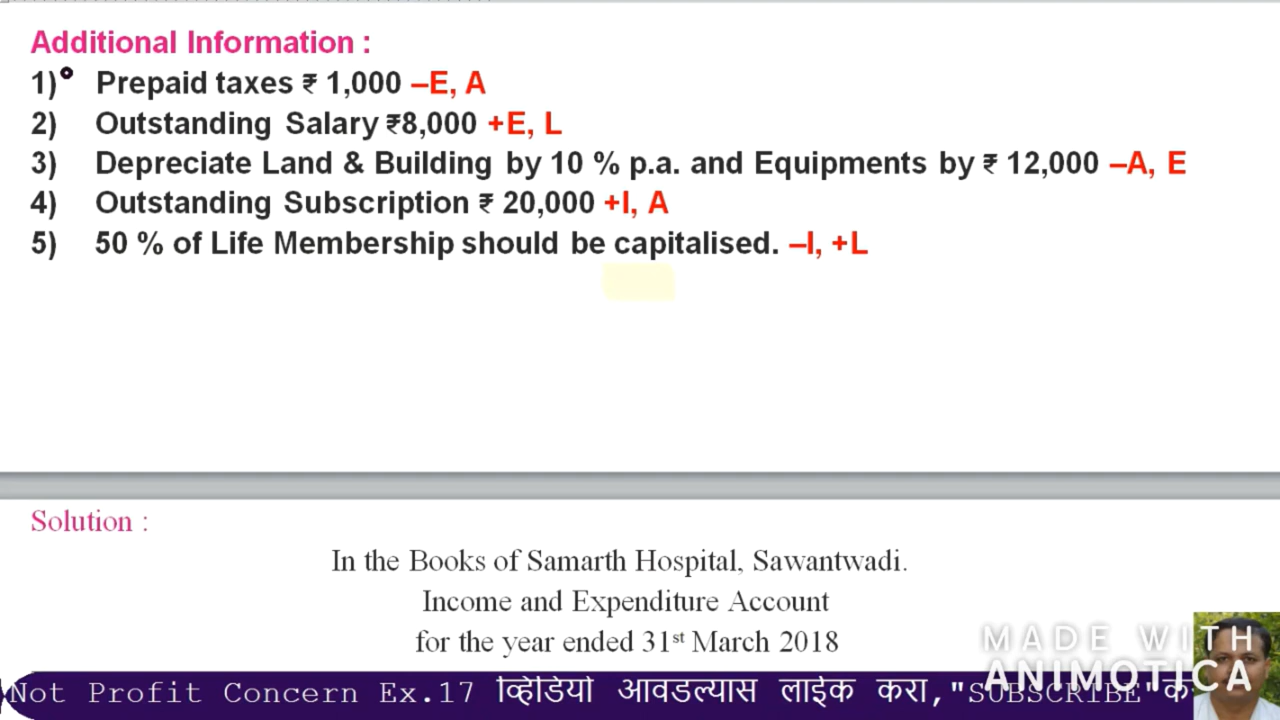 Additional Information :
1) Prepaid taxes ₹ 1,000 –E, A
2) Outstanding Salary ₹8,000 +E, L
3) Depreciate Land & Building by 10 % p.a. and Equipments by ₹ 12,000 –A, E
4) Outstanding Subscription ₹ 20,000 +I, A
5) 50 % of Life Membership should be capitalised. –I, +L
Solution :
In the Books of Samarth Hospital, Sawantwadi.
Income and Expenditure Account
for the year ended 31st March 2018
MADE WITH
ANIMOTICA
Not Profit Concern Ex.17 व्हिडियो आवडल्यास लाईक करा,"SUBSCRIBE"क